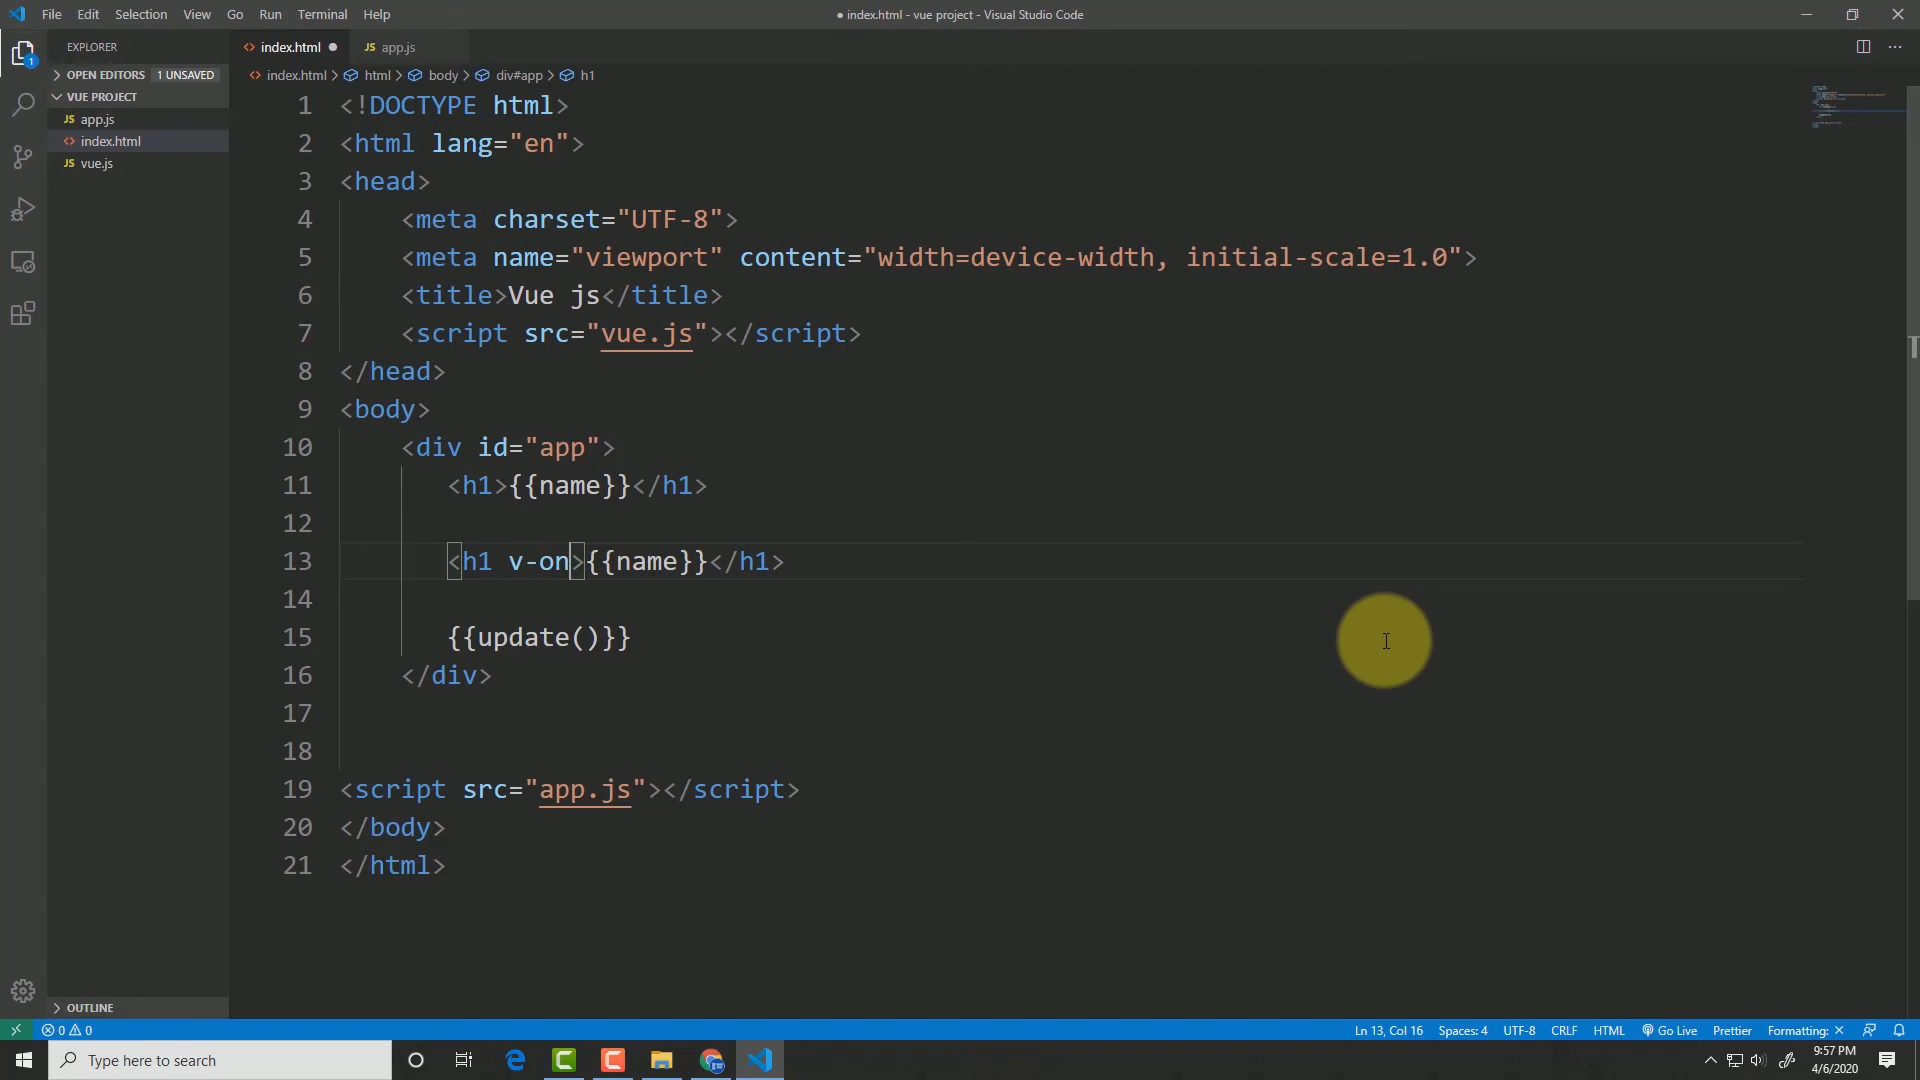 File Edit Selection View Go Run Terminal Help
● index.html - vue project - Visual Studio Code
EXPLORER
OPEN EDITORS 1 UNSAVED
VUE PROJECT
JS app.js
<> index.html
JS vue.js
OUTLINE
<> index.html ●
JS app.js
<> index.html > html > body > div#app > h1
1 <!DOCTYPE html>
2 <html lang="en">
3 <head>
4 <meta charset="UTF-8">
5 <meta name="viewport" content="width=device-width, initial-scale=1.0">
6 <title>Vue js</title>
7 <script src="vue.js"></script>
8 </head>
9 <body>
10 <div id="app">
11 <h1>{{name}}</h1>
12
13 <h1 v-on>{{name}}</h1>
14
15 {{update()}}
16 </div>
17
18
19 <script src="app.js"></script>
20 </body>
21 </html>
1
0 0
Ln 13, Col 16 Spaces: 4 UTF-8 CRLF HTML Go Live Prettier Formatting: ×
Type here to search
9:57 PM
4/6/2020